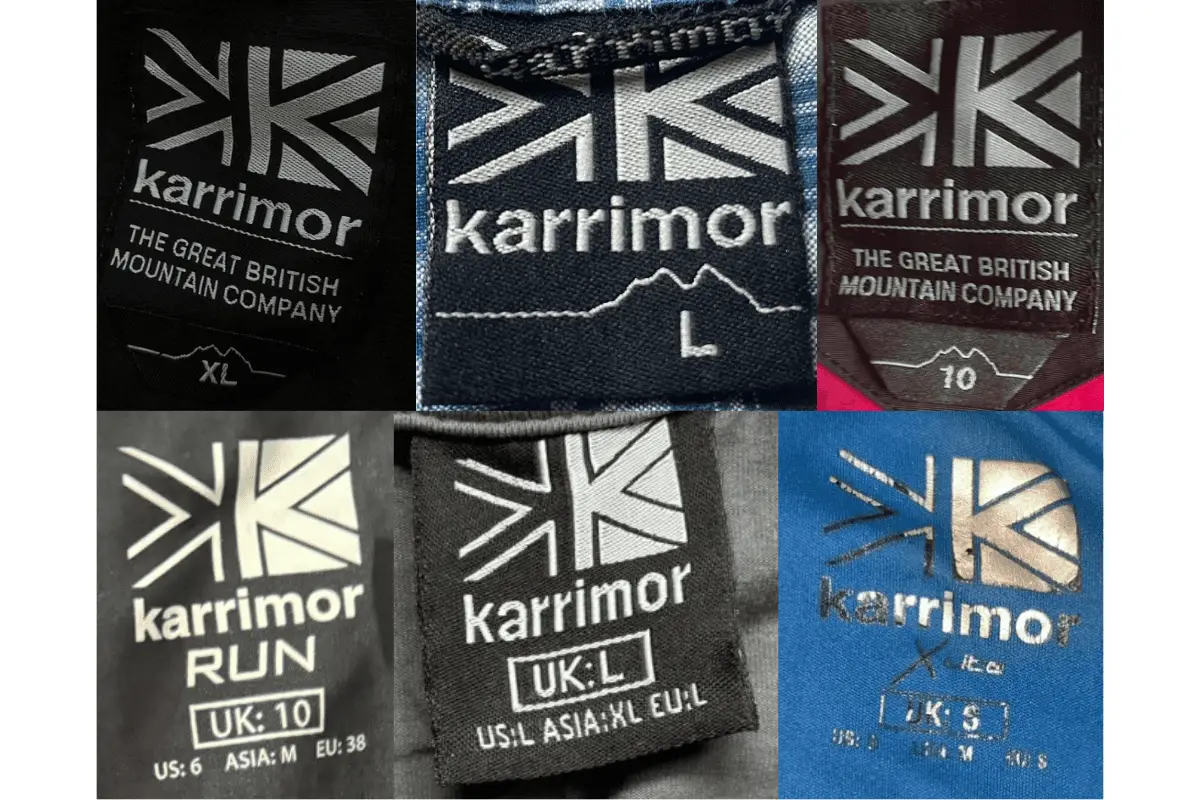 karrimor
THE GREAT BRITISH
MOUNTAIN COMPANY
XL
karrimor
karrimor
L
karrimor
THE GREAT BRITISH
MOUNTAIN COMPANY
10
karrimor
RUN
UK: 10
US: 6 ASIA: M EU: 38
karrimor
UK:L
US:L ASIA:XL EU:L
karrimor
UK: S
M